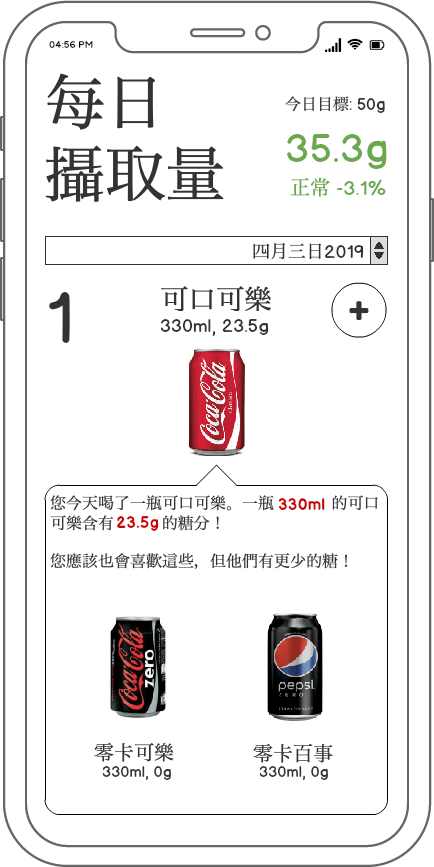 04:56 PM
每日
攝取量
今日目標: 50g
35.3g
正常 -3.1%
四月三日2019
1
可口可樂
330ml, 23.5g
+
Coca-Cola
classic
您今天喝了一瓶可口可樂。一瓶 330ml 的可口
可樂含有 23.5g 的糖分！
您應該也會喜歡這些，但他們有更少的糖！
Coca-Cola
zero
pepsi
ZERO
零卡可樂
330ml, 0g
零卡百事
330ml, 0g